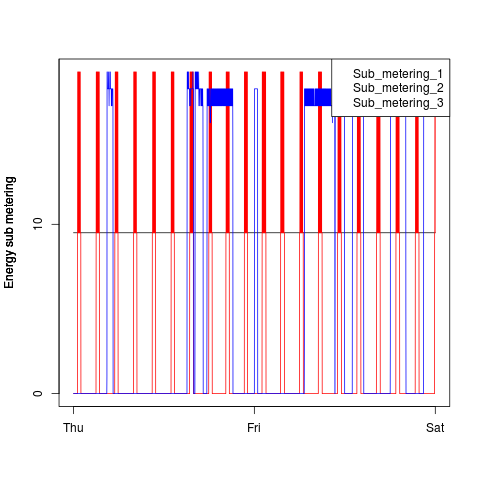 Sub_metering_1
Sub_metering_2
Sub_metering_3
Energy sub metering
10
0
Thu Fri Sat